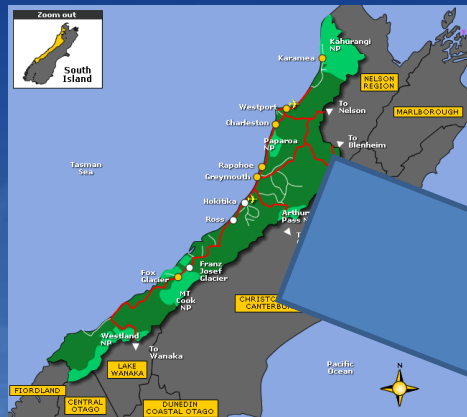 Zoom out
South
Island
Kahurangi
NP
Karamea
NELSON
REGION
Westport
To
Nelson
MARLBOROUGH
Charleston
To
Blenheim
Paparoa
NP
Tasman
Sea
Rapahoe
Greymouth
Hokitika
Ross
Arthur
Pass N
Franz
Josef
Glacier
Fox
Glacier
MT
Cook
NP
CHRISTC
CANTERBU
Westland
NP
To
Wanaka
Pacific
Ocean
N
LAKE
WANAKA
FIORDLAND
CENTRAL
OTAGO
DUNEDIN
COASTAL OTAGO